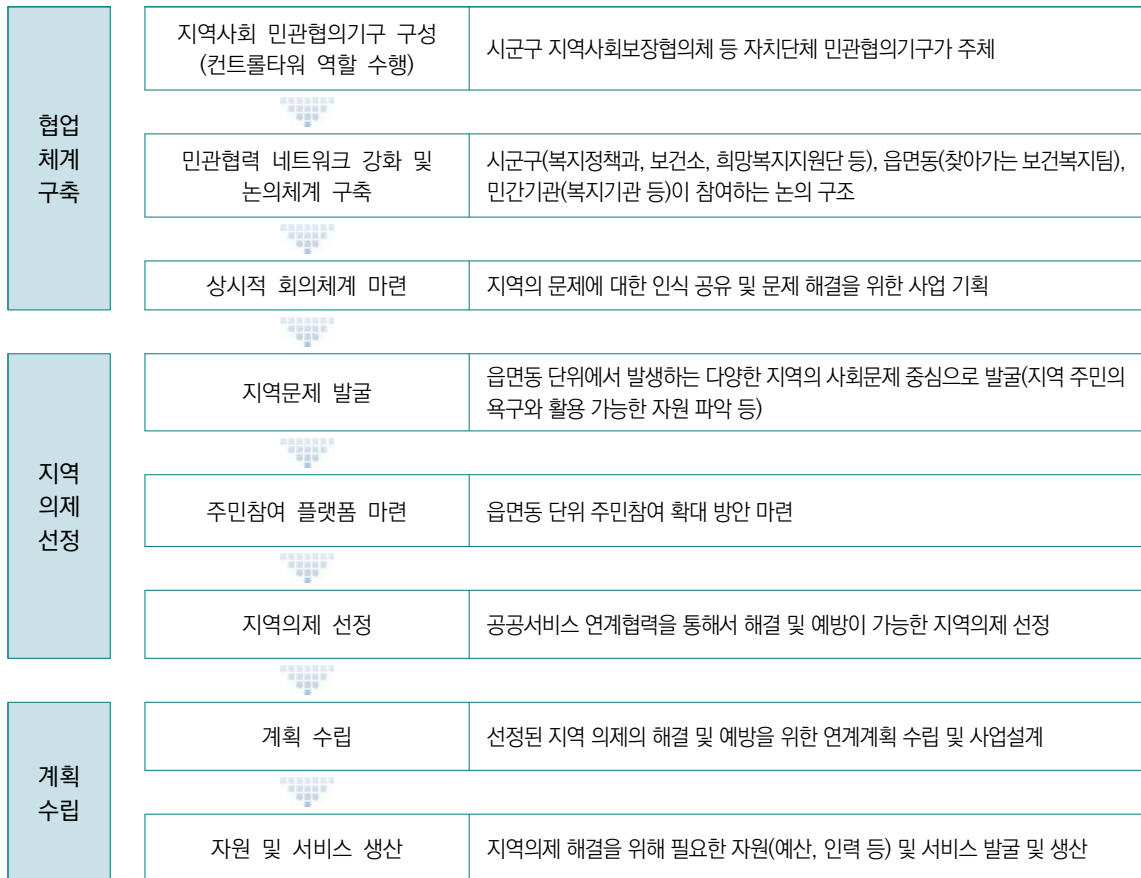 협업
체계
구축
지역사회 민관협의기구 구성
(컨트롤타워 역할 수행)
시군구 지역사회보장협의체 등 자치단체 민관협의기구가 주체
민관협력 네트워크 강화 및
논의체계 구축
시군구(복지정책과, 보건소, 희망복지지원단 등), 읍면동(찾아가는 보건복지팀),
민간기관(복지기관 등)이 참여하는 논의 구조
상시적 회의체계 마련
지역의 문제에 대한 인식 공유 및 문제 해결을 위한 사업 기획
지역
의제
선정
지역문제 발굴
읍면동 단위에서 발생하는 다양한 지역의 사회문제 중심으로 발굴(지역 주민의
욕구와 활용 가능한 자원 파악 등)
주민참여 플랫폼 마련
읍면동 단위 주민참여 확대 방안 마련
지역의제 선정
공공서비스 연계협력을 통해서 해결 및 예방이 가능한 지역의제 선정
계획
수립
계획 수립
선정된 지역 의제의 해결 및 예방을 위한 연계계획 수립 및 사업설계
자원 및 서비스 생산
지역의제 해결을 위해 필요한 자원(예산, 인력 등) 및 서비스 발굴 및 생산